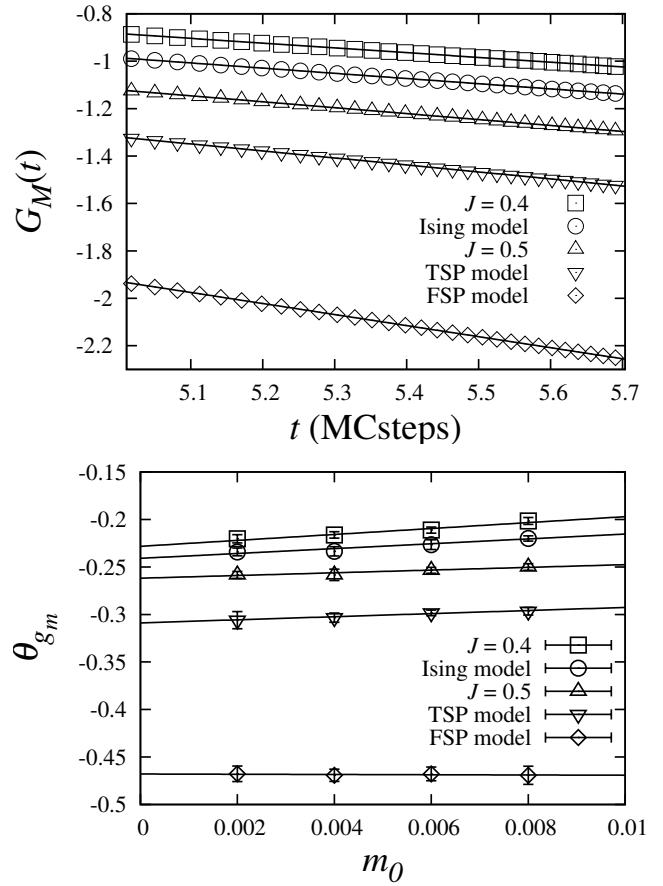 -0.8
-1
-1.2
-1.4
-1.6
-1.8
-2
-2.2
G_M(t)
J = 0.4
Ising model
J = 0.5
TSP model
FSP model
5.1 5.2 5.3 5.4 5.5 5.6 5.7
t (MCsteps)
-0.15
-0.2
-0.25
-0.3
-0.35
-0.4
-0.45
-0.5
θ_{g_m}
J = 0.4
Ising model
J = 0.5
TSP model
FSP model
0 0.002 0.004 0.006 0.008 0.01
m_0